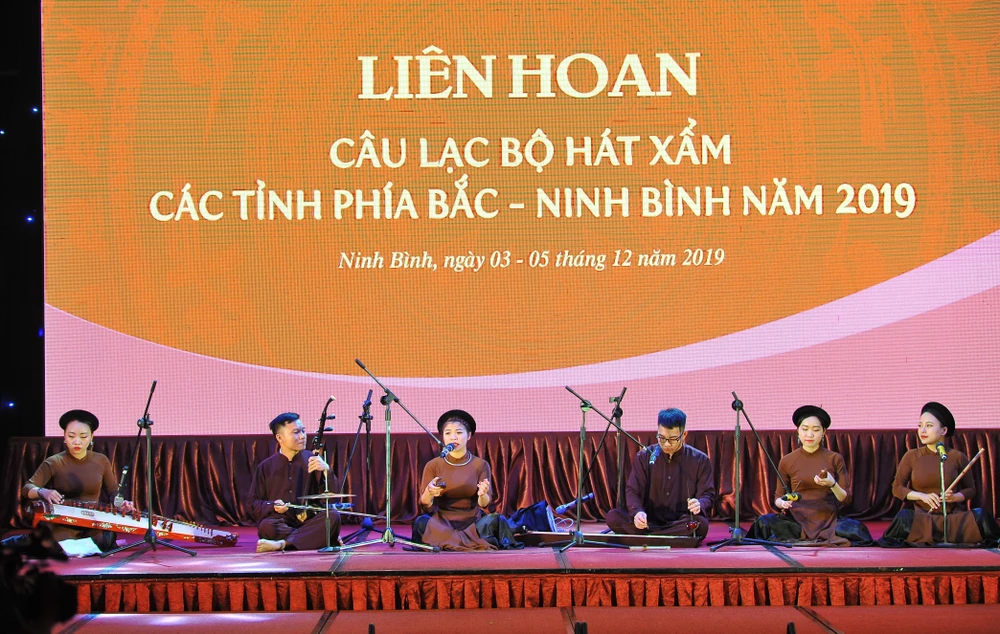 LIÊN HOAN
CÂU LẠC BỘ HÁT XẨM
CÁC TỈNH PHÍA BẮC – NINH BÌNH NĂM 2019
Ninh Bình, ngày 03 - 05 tháng 12 năm 2019